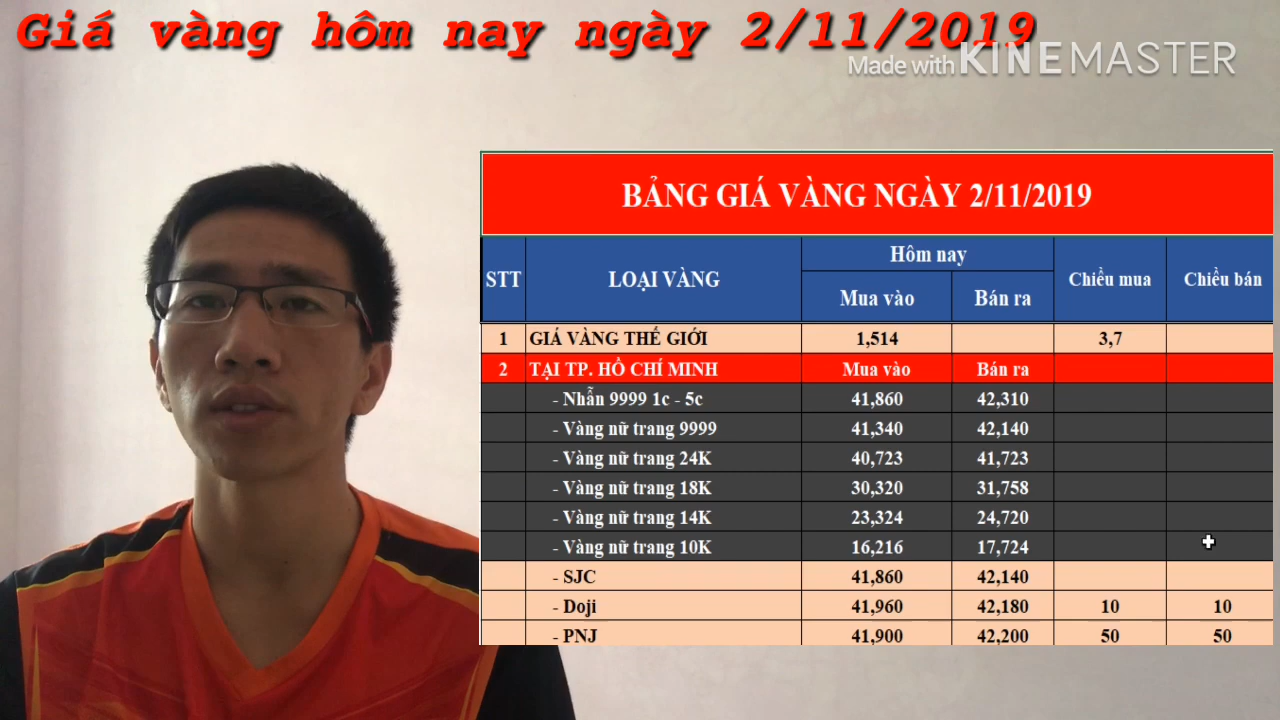 Giá vàng hôm nay ngày 2/11/2019
Made with KINEMASTER
BẢNG GIÁ VÀNG NGÀY 2/11/2019
STT LOẠI VÀNG Hôm nay Chiều mua Chiều bán
Mua vào Bán ra
1 GIÁ VÀNG THẾ GIỚI 1,514 3,7
2 TẠI TP. HỒ CHÍ MINH Mua vào Bán ra
- Nhẫn 9999 1c - 5c 41,860 42,310
- Vàng nữ trang 9999 41,340 42,140
- Vàng nữ trang 24K 40,723 41,723
- Vàng nữ trang 18K 30,320 31,758
- Vàng nữ trang 14K 23,324 24,720
- Vàng nữ trang 10K 16,216 17,724
- SJC 41,860 42,140
- Doji 41,960 42,180 10 10
- PNJ 41,900 42,200 50 50